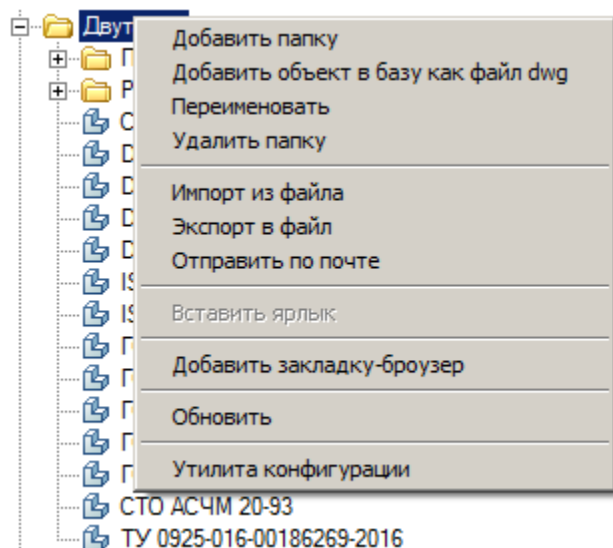 Добавить папку
Добавить объект в базу как файл dwg
Переименовать
Удалить папку
Импорт из файла
Экспорт в файл
Отправить по почте
Вставить ярлык
Добавить закладку-броузер
Обновить
Утилита конфигурации
СТО АСЧМ 20-93
ТУ 0925-016-00186269-2016